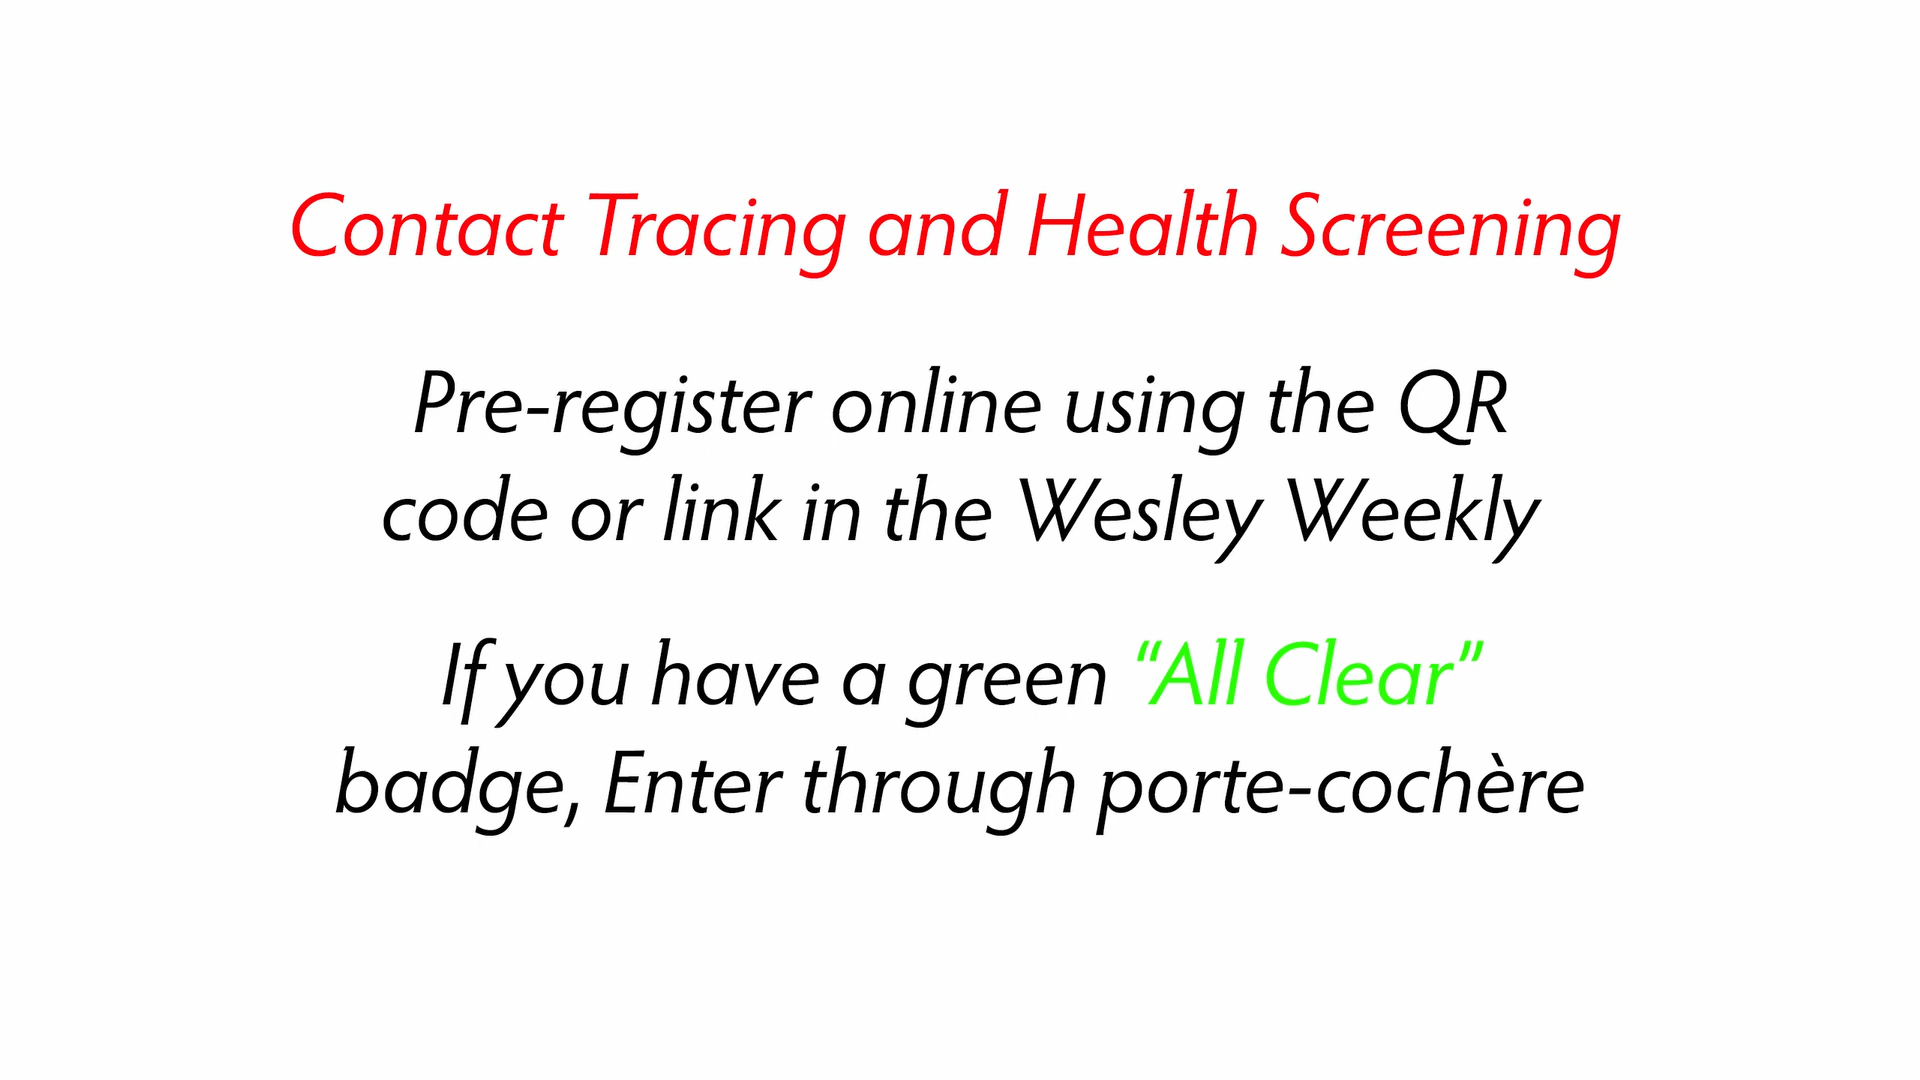 Contact Tracing and Health Screening
Pre-register online using the QR
code or link in the Wesley Weekly
If you have a green “All Clear”
badge, Enter through porte-cochère